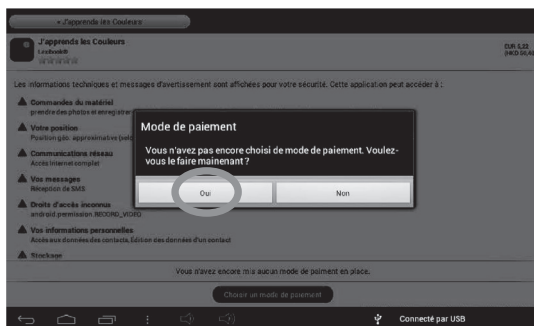 « J'apprends les Couleurs
J'apprends les Couleurs
EUR 5,22
Les informations techniques et messages d'avertissement sont affichées pour votre sécurité. Cette application peut accéder à :
Commandes du matériel
prendre des photos et enregistrer
Votre position
Position géo. approximative
Communications réseau
Accès Internet complet
Vos messages
Réception de SMS
Droits d'accès inconnus
android.permission.RECORD_VIDEO
Vos informations personnelles
Accès aux données des contacts, Édition des données d'un contact
Stockage
Mode de paiement
Vous n'avez pas encore choisi de mode de paiement. Voulez-
vous le faire mainenant ?
Oui
Non
Vous n'avez encore mis aucun mode de paiment en place.
Choisir un mode de paiement
Connecté par USB